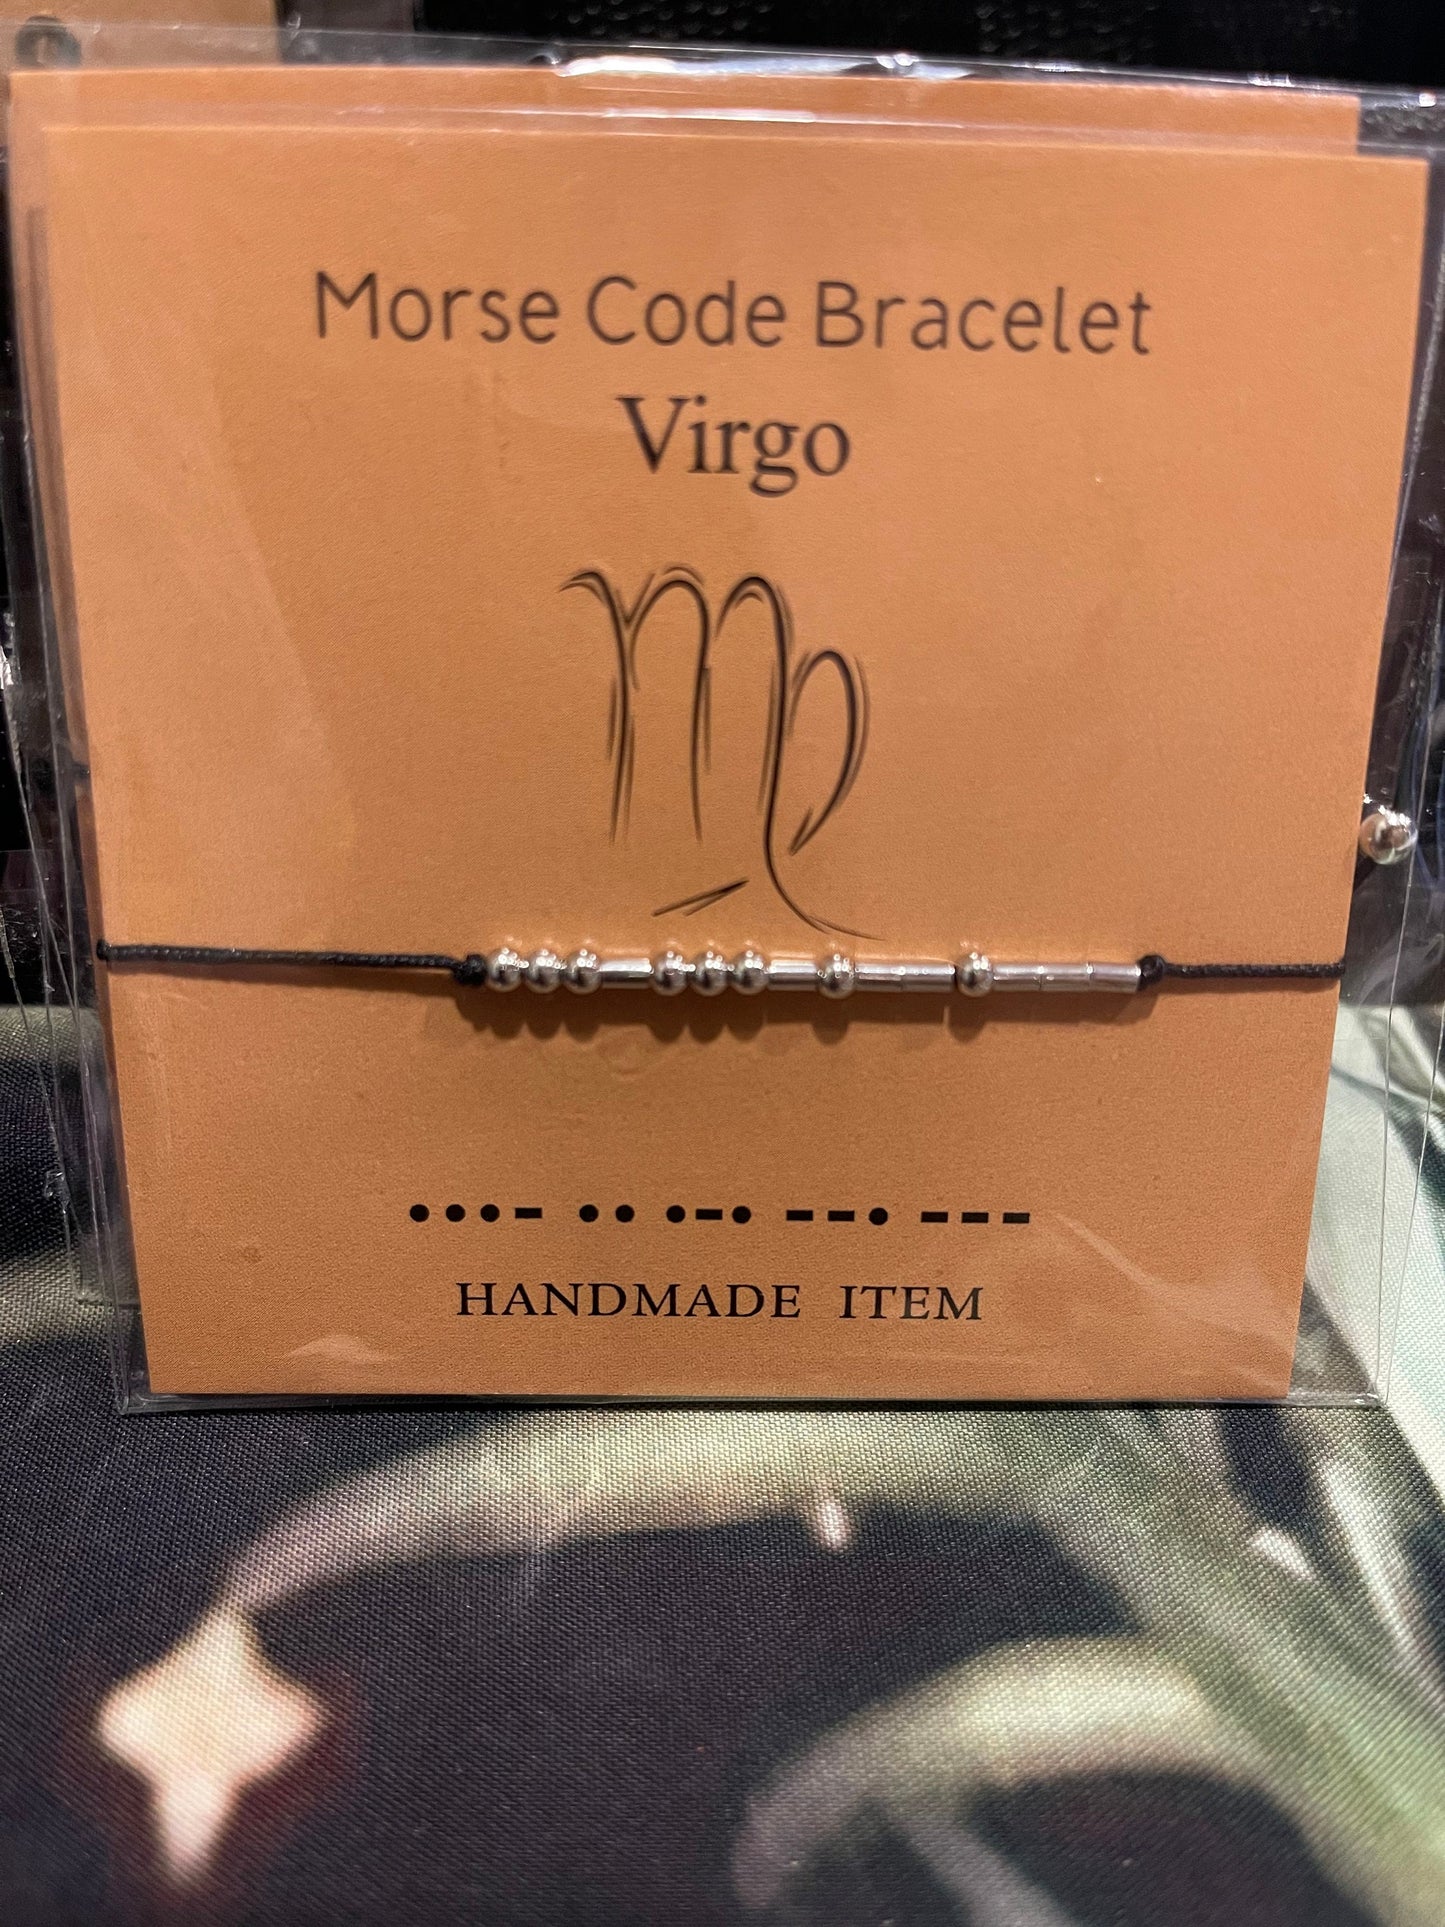 Morse Code Bracelet
Virgo
•••- •• •-• --• ---
HANDMADE ITEM